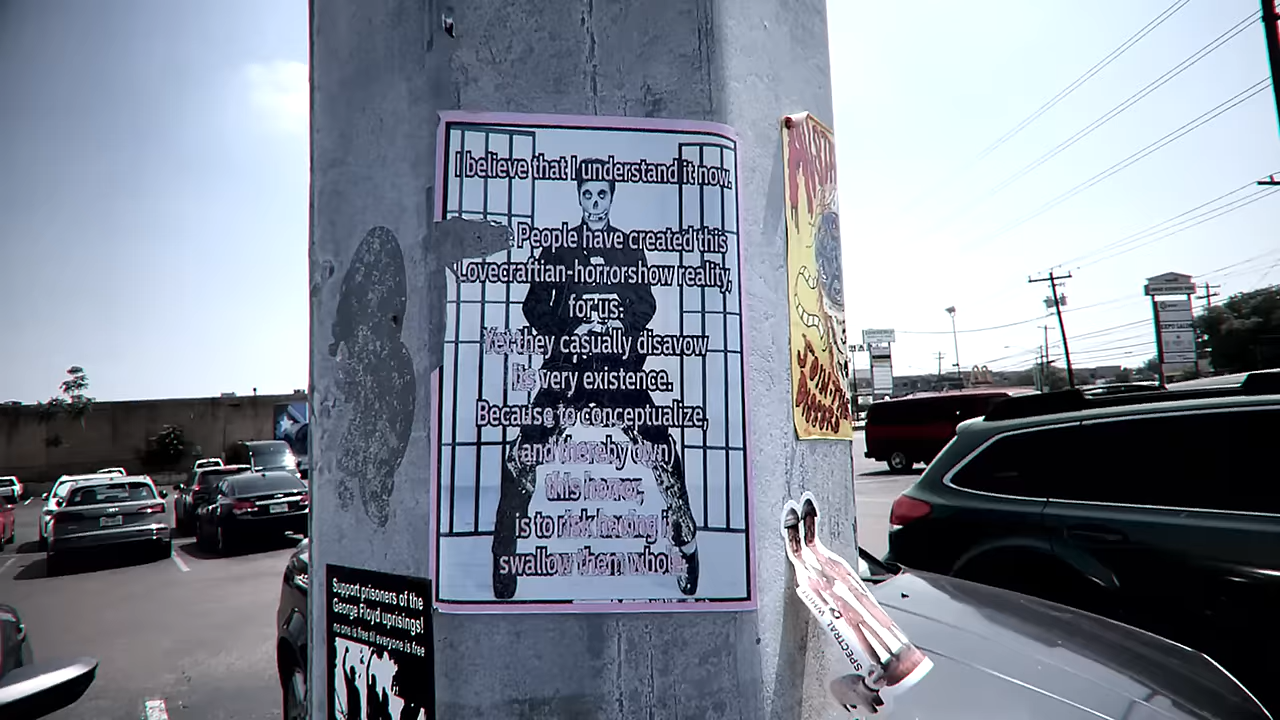 I believe that I understand it now.
People have created this
Lovecraftian-horrorshow reality,
for us.
Yet they casually disavow
Its very existence.
Because to conceptualize,
(and thereby own)
this horror,
is to risk having it
swallow them whole.
Support prisoners of the
George Floyd uprisings!
no one is free til everyone is free
SPECTRAL WHITE